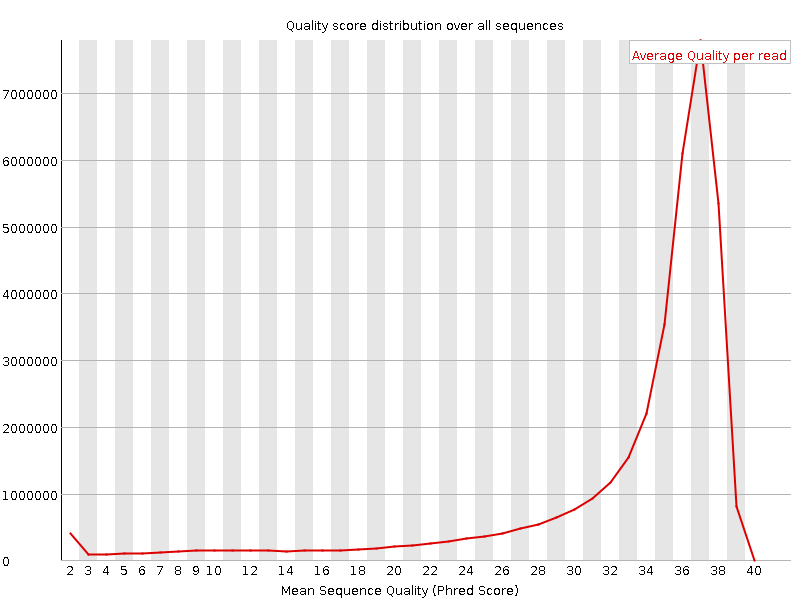 Quality score distribution over all sequences
Average Quality per read
7000000
6000000
5000000
4000000
3000000
2000000
1000000
0
2 3 4 5 6 7 8 9 10 12 14 16 18 20 22 24 26 28 30 32 34 36 38 40
Mean Sequence Quality (Phred Score)